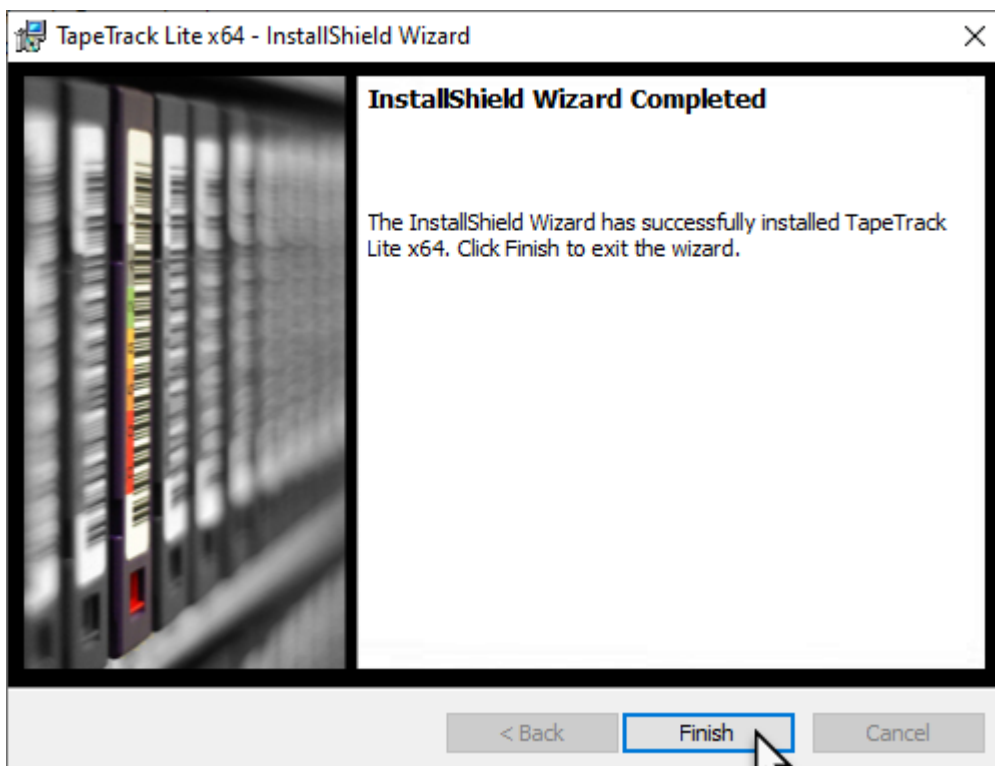 TapeTrack Lite x64 - InstallShield Wizard
InstallShield Wizard Completed
The InstallShield Wizard has successfully installed TapeTrack
Lite x64. Click Finish to exit the wizard.
< Back
Finish
Cancel